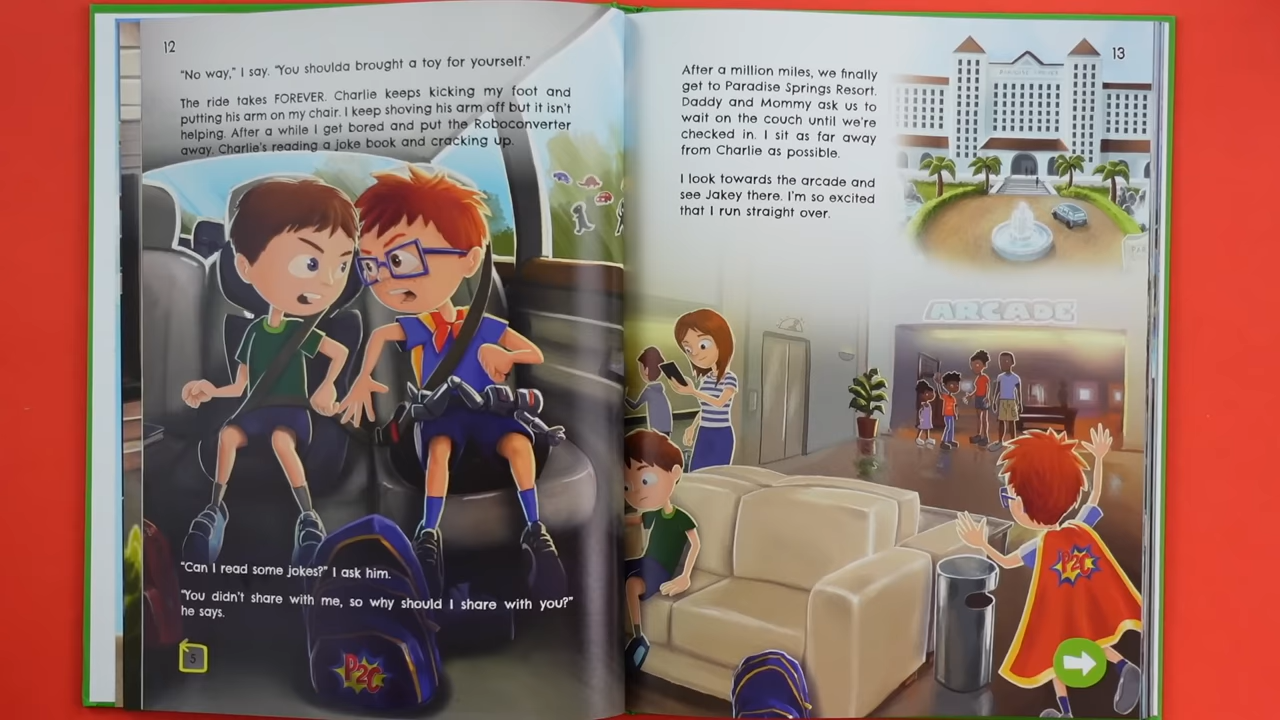 12
"No way," I say. "You shoulda brought a toy for yourself."
The ride takes FOREVER. Charlie keeps kicking my foot and
putting his arm on my chair. I keep shoving his arm off but it isn't
helping. After a while I get bored and put the Roboconverter
away. Charlie's reading a joke book and cracking up.
"Can I read some jokes?" I ask him.
"You didn't share with me, so why should I share with you?"
he says.
5
P2C
13
After a million miles, we finally
get to Paradise Springs Resort.
Daddy and Mommy ask us to
wait on the couch until we're
checked in. I sit as far away
from Charlie as possible.
I look towards the arcade and
see Jakey there. I'm so excited
that I run straight over.
ARCADE
P2C